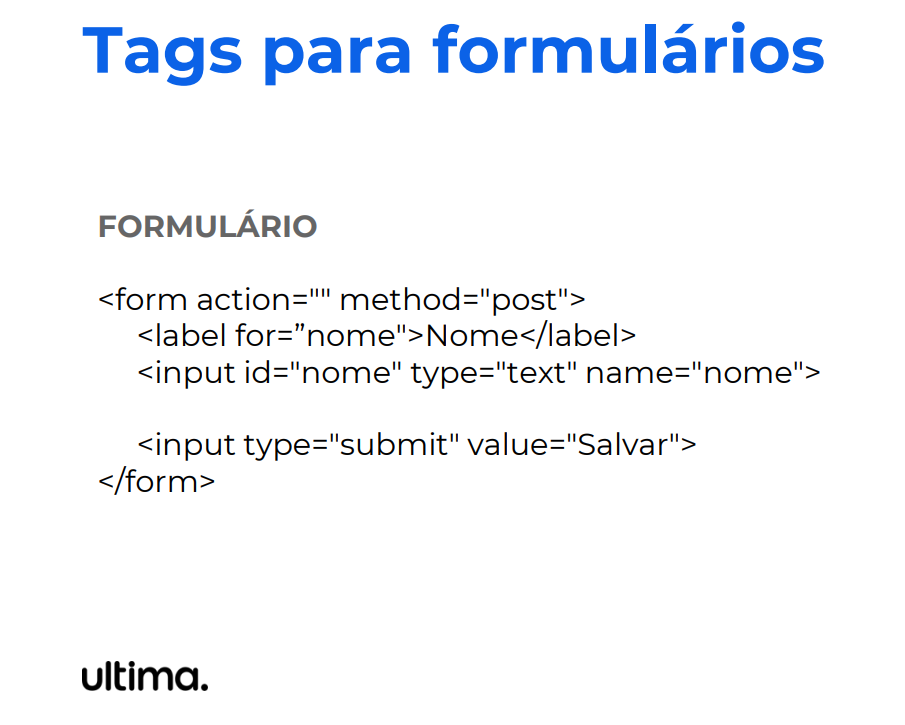 Tags para formulários
FORMULÁRIO
<form action="" method="post">
<label for=”nome">Nome</label>
<input id="nome" type="text" name="nome">
<input type="submit" value="Salvar">
</form>
ultima.